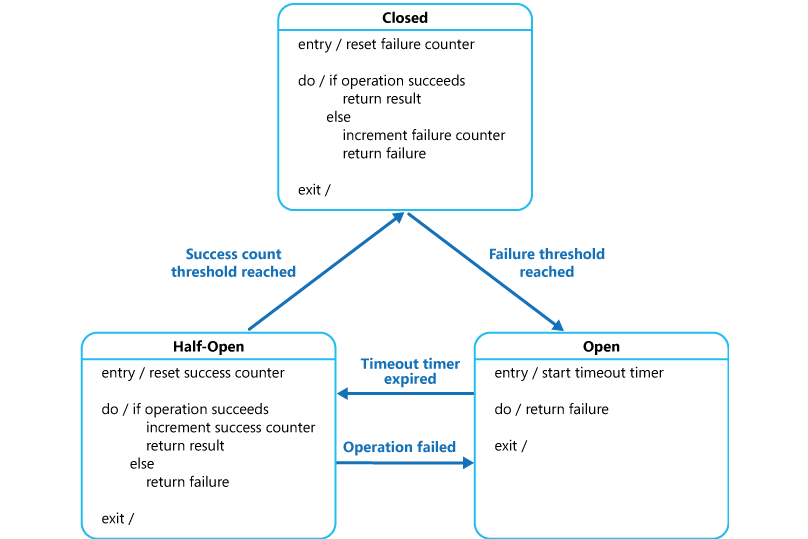 Closed
entry / reset failure counter
do / if operation succeeds
return result
else
increment failure counter
return failure
exit /
Success count
threshold reached
Failure threshold
reached
Half-Open
entry / reset success counter
do / if operation succeeds
increment success counter
return result
else
return failure
exit /
Timeout timer
expired
Operation failed
Open
entry / start timeout timer
do / return failure
exit /